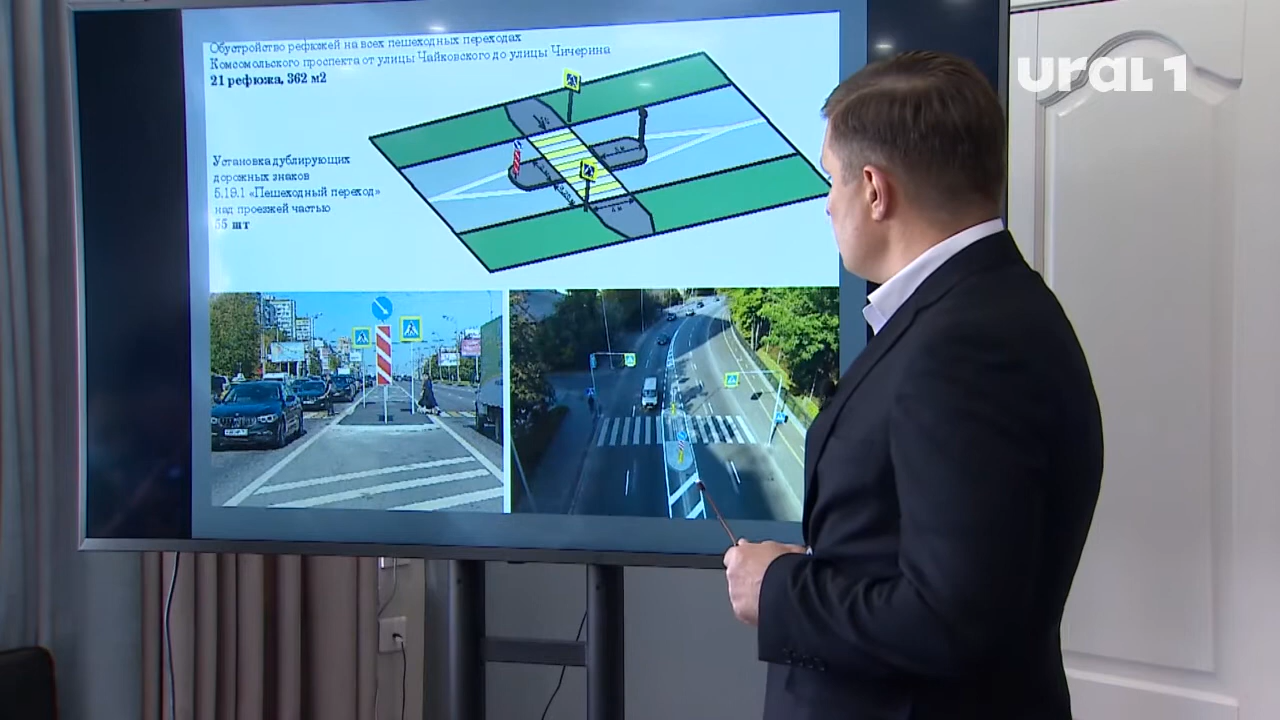 Обустройство рефюжей на всех пешеходных переходах
Комсомольского проспекта от улицы Чайковского до улицы Чичерина
21 рефюжа, 362 м2
Установка дублирующих
дорожных знаков
5.19.1 «Пешеходный переход»
над проезжей частью
55 шт
URAL 1